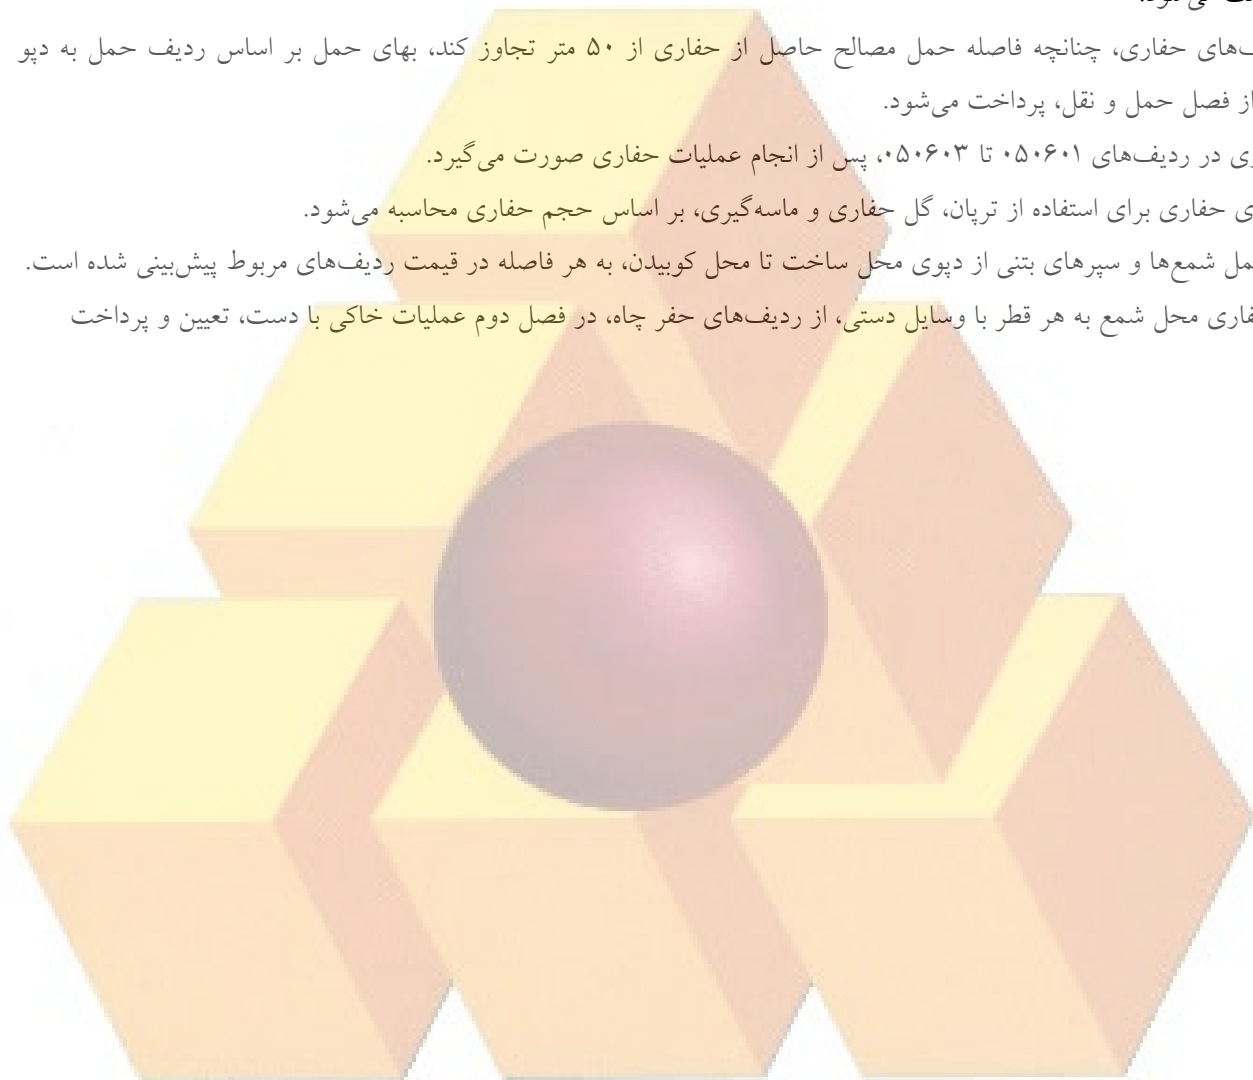 های حفاری، چنانچه فاصله حمل مصالح حاصل از حفاری از ۵۰ متر تجاوز کند، بهای حمل بر اساس ردیف حمل به دپو
از فصل حمل و نقل، پرداخت می‌شود.
در ردیف‌های ۰۵۰۶۰۱ تا ۰۵۰۶۰۳، پس از انجام عملیات حفاری صورت می‌گیرد.
حفاری برای استفاده از تریان، گل حفاری و ماسه‌گیری، بر اساس حجم حفاری محاسبه می‌شود.
شمع‌ها و سپرهای بتنی از دپوی محل ساخت تا محل کوبیدن، به هر فاصله در قیمت ردیف‌های مربوط پیش‌بینی شده است.
محل شمع به هر قطر با وسایل دستی، از ردیف‌های حفر چاه، در فصل دوم عملیات خاکی با دست، تعیین و پرداخت